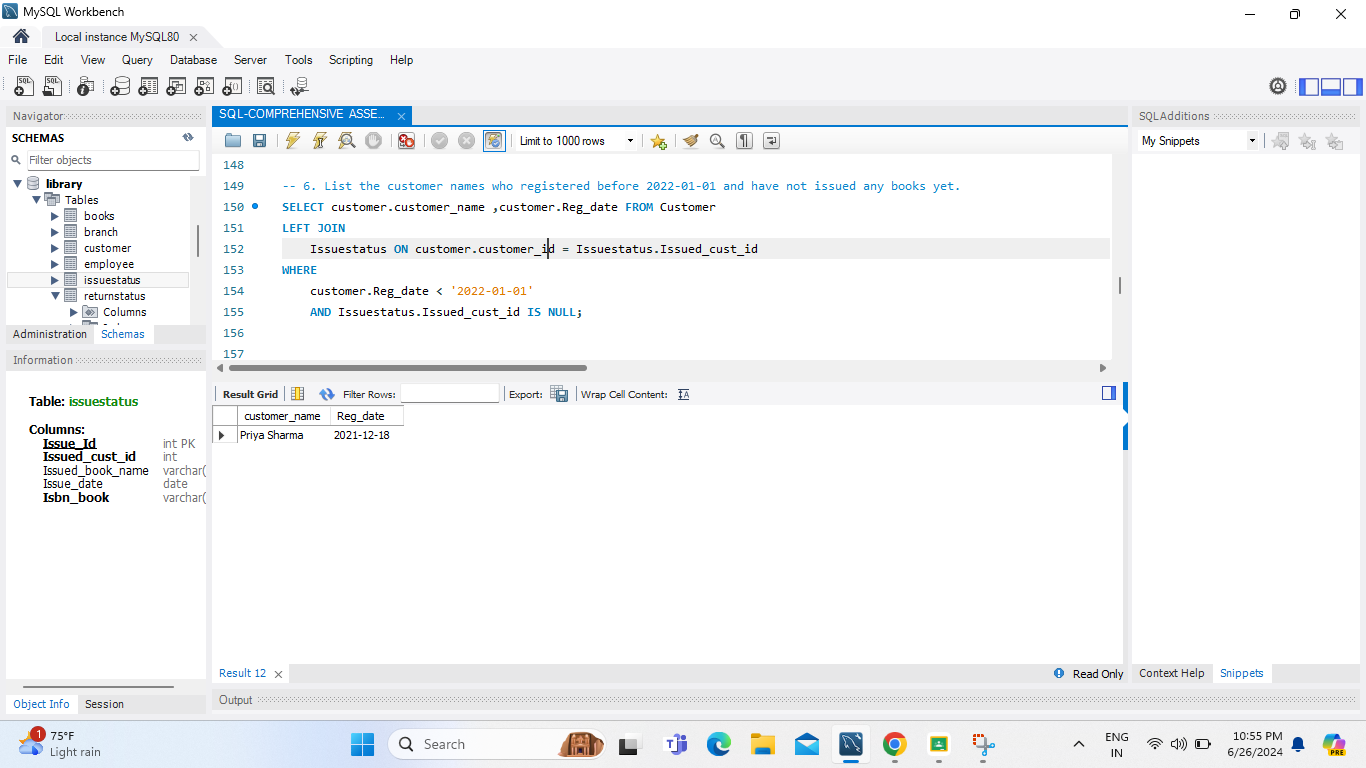 MySQL Workbench
Local instance MySQL80
File Edit View Query Database Server Tools Scripting Help
Navigator
SCHEMAS
Filter objects
library
Tables
books
branch
customer
employee
issuestatus
returnstatus
Columns
Administration Schemas
Information
Table: issuestatus
Columns:
Issue_Id int PK
Issued_cust_id int
Issued_book_name varchar(
Issue_date date
Isbn_book varchar(
Object Info Session
SQL-COMPREHENSIVE ASSE...
Limit to 1000 rows
148
149 -- 6. List the customer names who registered before 2022-01-01 and have not issued any books yet.
150 SELECT customer.customer_name ,customer.Reg_date FROM Customer
151 LEFT JOIN
152 Issuestatus ON customer.customer_id = Issuestatus.Issued_cust_id
153 WHERE
154 customer.Reg_date < '2022-01-01'
155 AND Issuestatus.Issued_cust_id IS NULL;
156
157
Result Grid Filter Rows: Export: Wrap Cell Content:
customer_name Reg_date
Priya Sharma 2021-12-18
Result 12
Read Only
Output
SQLAdditions
My Snippets
Context Help Snippets
1
75°F
Light rain
Search
PRE
ENG
IN
10:55 PM
6/26/2024